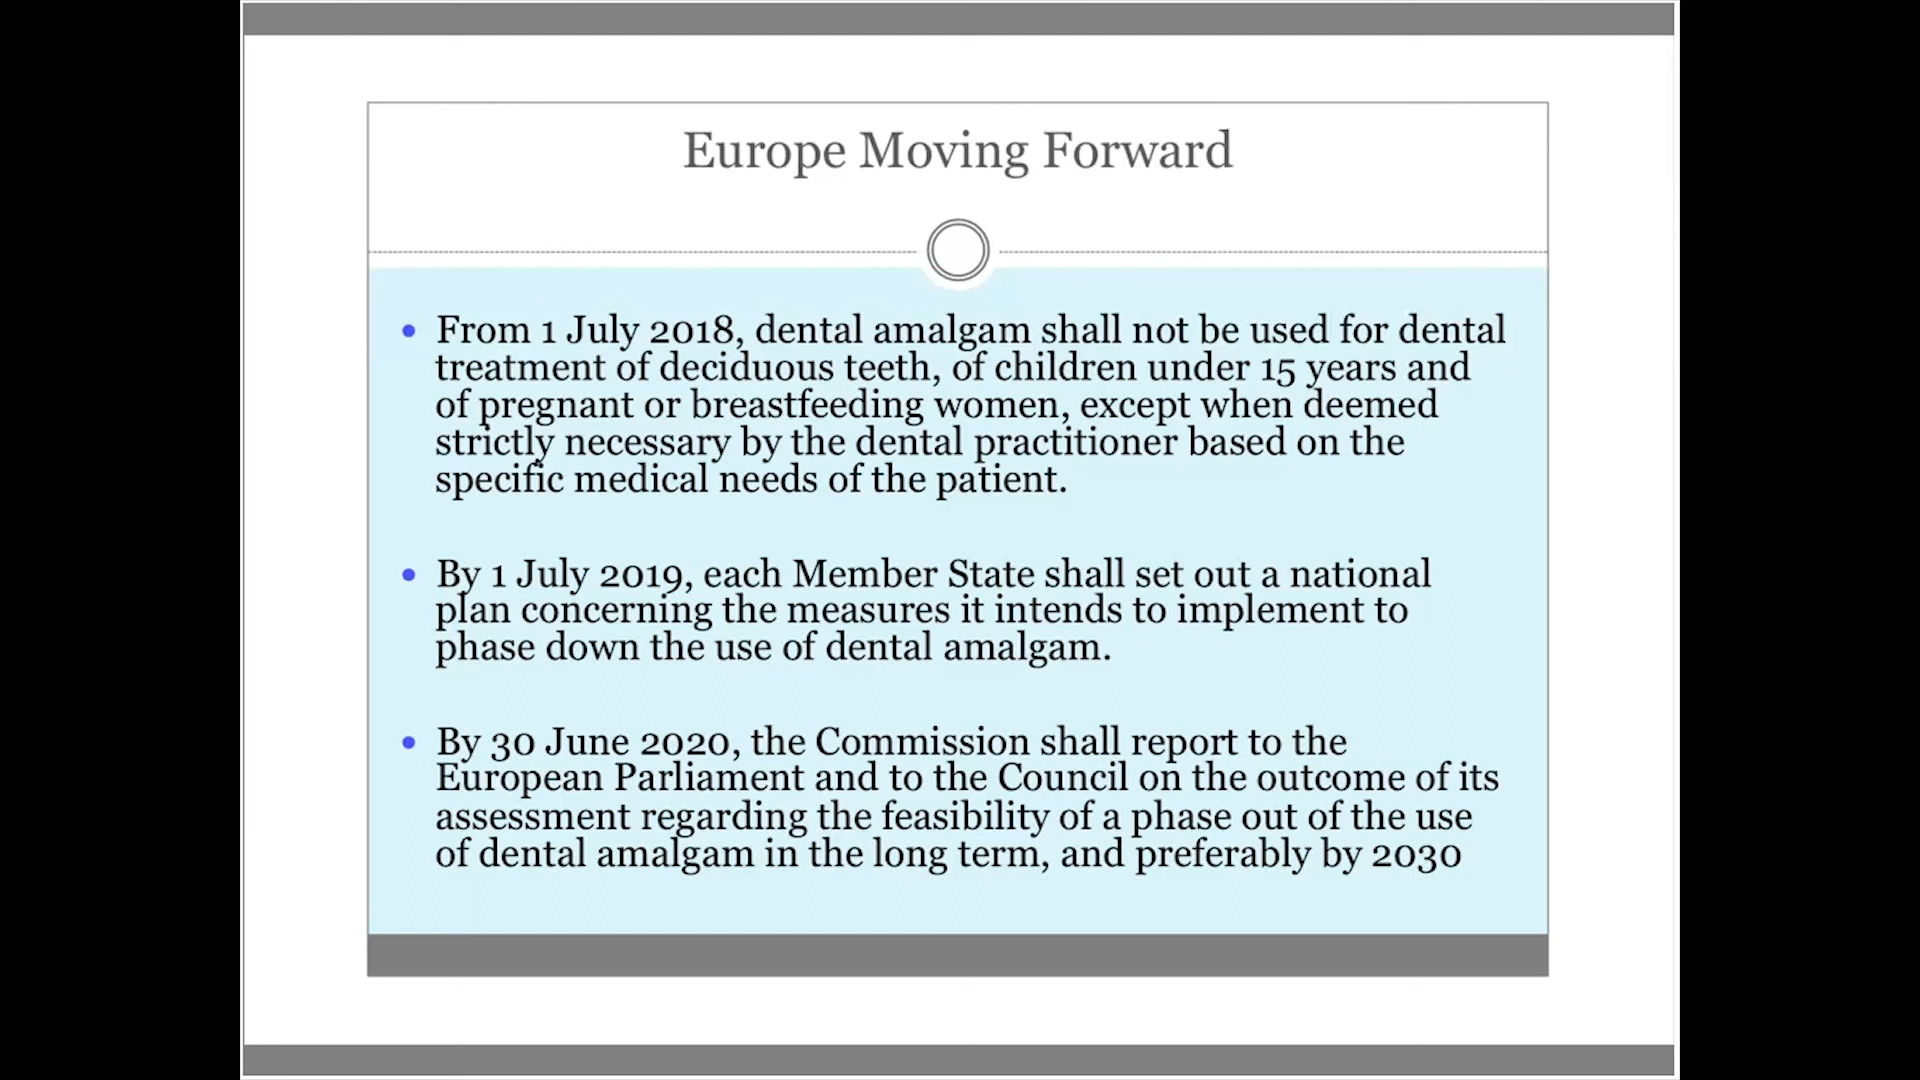 Europe Moving Forward
• From 1 July 2018, dental amalgam shall not be used for dental
treatment of deciduous teeth, of children under 15 years and
of pregnant or breastfeeding women, except when deemed
strictly necessary by the dental practitioner based on the
specific medical needs of the patient.
• By 1 July 2019, each Member State shall set out a national
plan concerning the measures it intends to implement to
phase down the use of dental amalgam.
• By 30 June 2020, the Commission shall report to the
European Parliament and to the Council on the outcome of its
assessment regarding the feasibility of a phase out of the use
of dental amalgam in the long term, and preferably by 2030